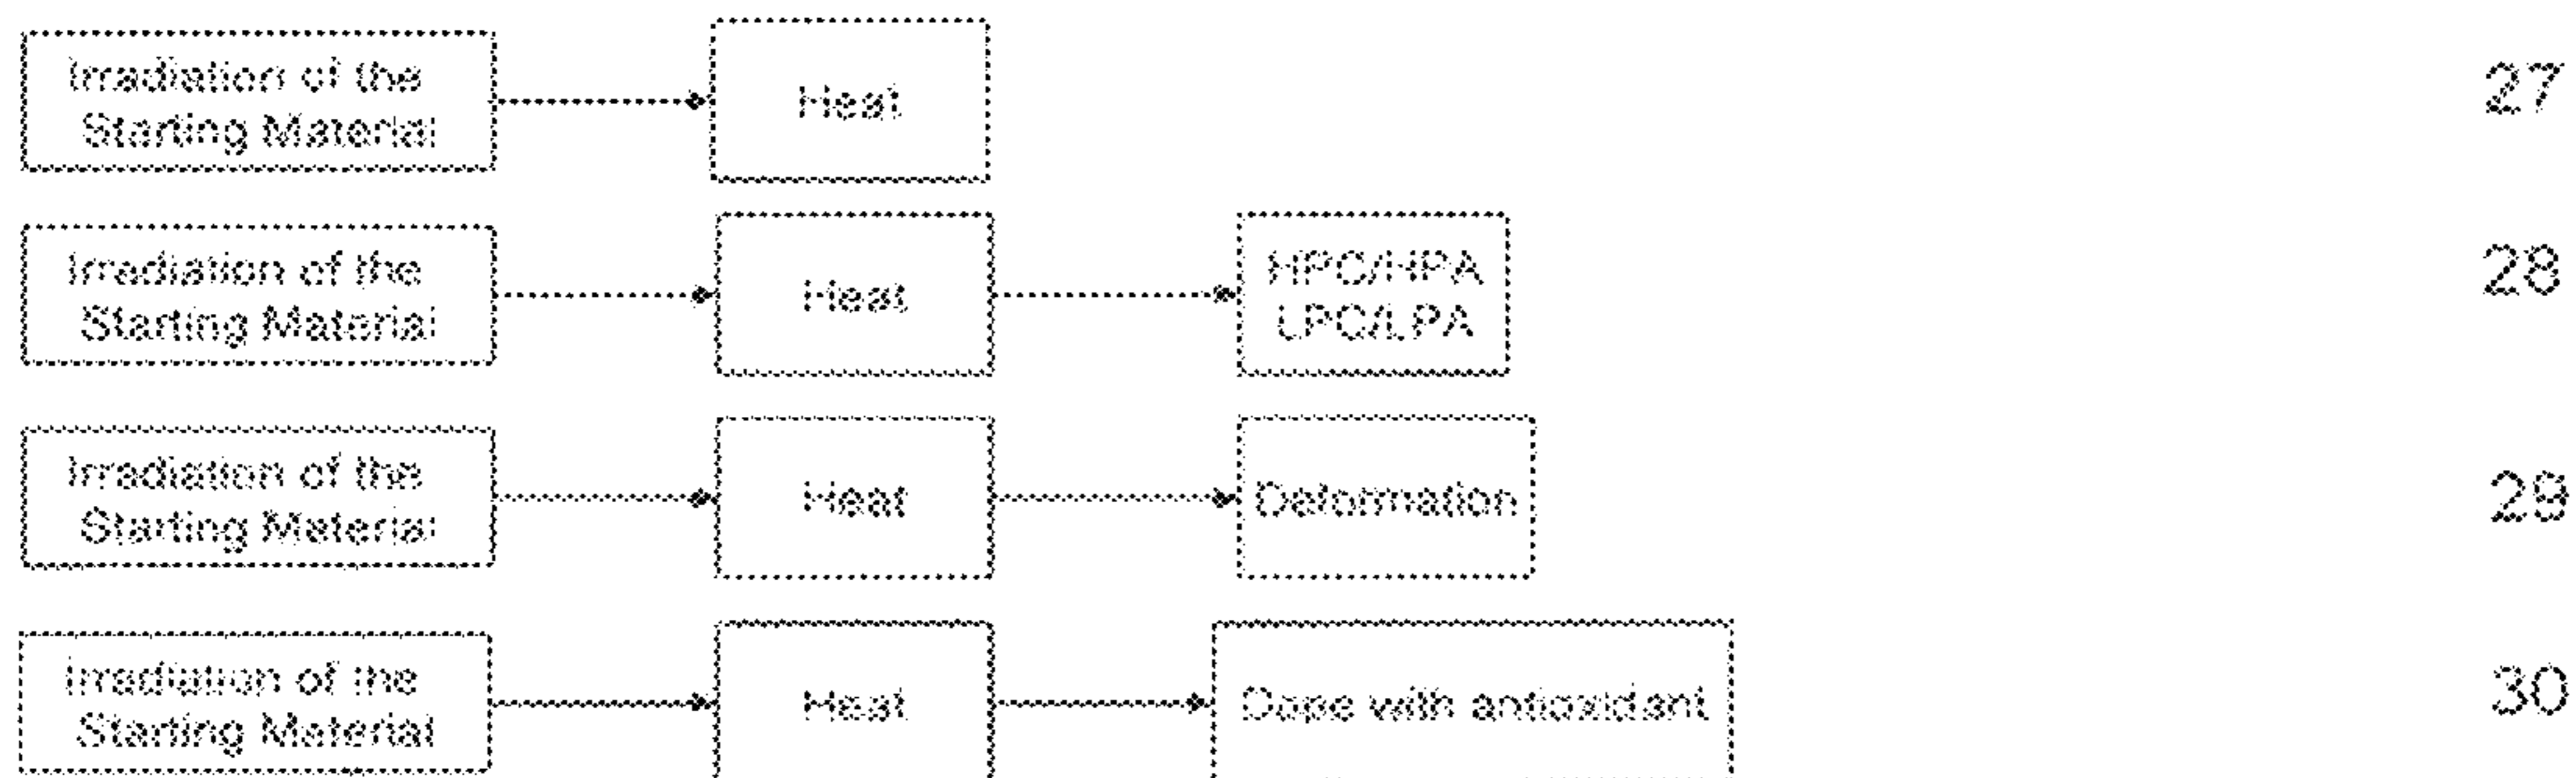 Irradiation of the
Starting Material
Heat
27
Irradiation of the
Starting Material
Heat
HPC/HPA
LPC/LPA
28
Irradiation of the
Starting Material
Heat
Deformation
29
Irradiation of the
Starting Material
Heat
Dope with antioxidant
30